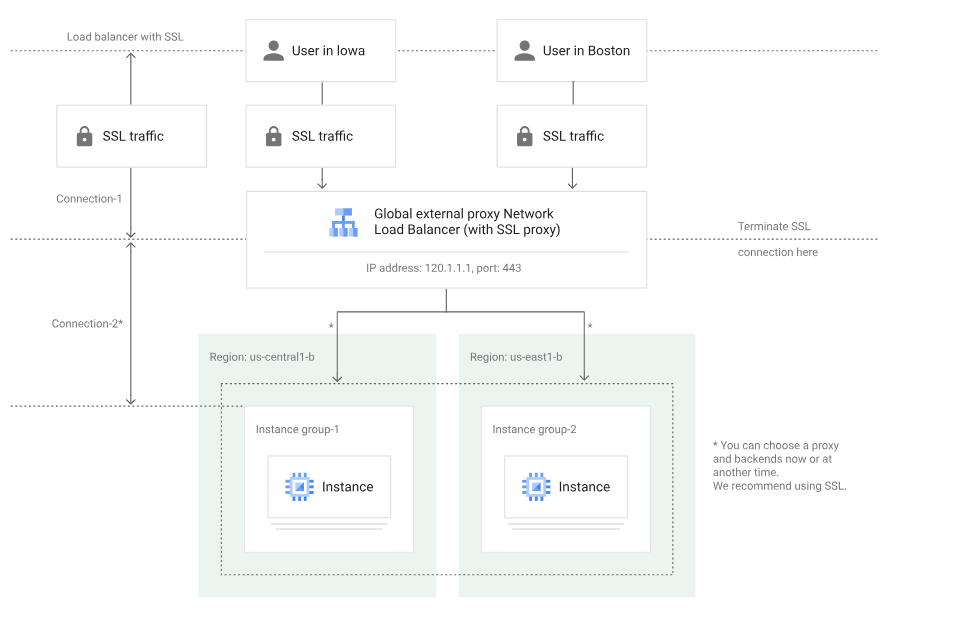 Load balancer with SSL
User in lowa
User in Boston
SSL traffic
SSL traffic
SSL traffic
Connection-1
Global external proxy Network
Load Balancer (with SSL proxy)
IP address: 120.1.1.1, port: 443
Terminate SSL
connection here
Connection-2*
*
*
Region: us-central1-b
Region: us-east1-b
Instance group-1
Instance group-2
Instance
Instance
* You can choose a proxy
and backends now or at
another time.
We recommend using SSL.